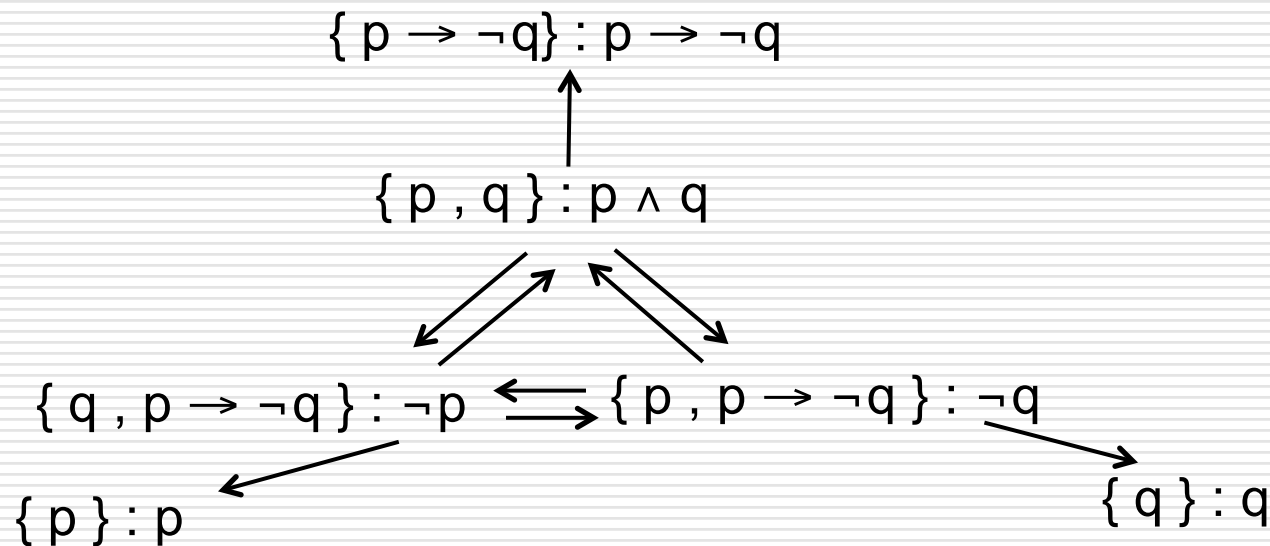 { p → ¬q} : p → ¬q
{ p , q } : p ∧ q
{ q , p → ¬q } : ¬p
{ p , p → ¬q } : ¬q
{ p } : p
{ q } : q